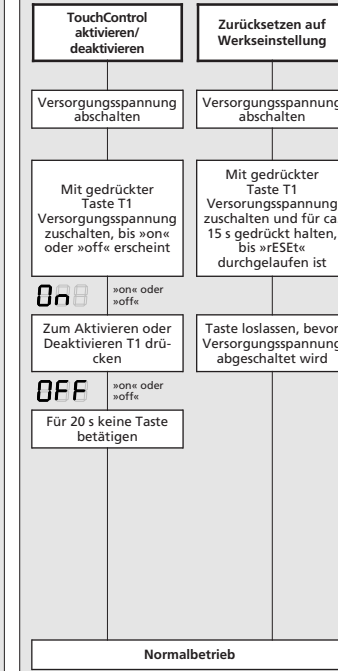 TouchControl
aktivieren/
deaktivieren
Versorgungsspannung
abschalten
Mit gedrückter
Taste T1
Versorgungsspannung
zuschalten, bis »on«
oder »off« erscheint
On
»on« oder
»off«
Zum Aktivieren oder
Deaktivieren T1 drü-
cken
OFF
»on« oder
»off«
Für 20 s keine Taste
betätigen
Zurücksetzen auf
Werkseinstellung
Versorgungsspannung
abschalten
Mit gedrückter
Taste T1
Versorungsspannung
zuschalten und für ca.
15 s gedrückt halten,
bis »rESEt«
durchgelaufen ist
Taste loslassen, bevor
Versorgungsspannung
abgeschaltet wird
Normalbetrieb